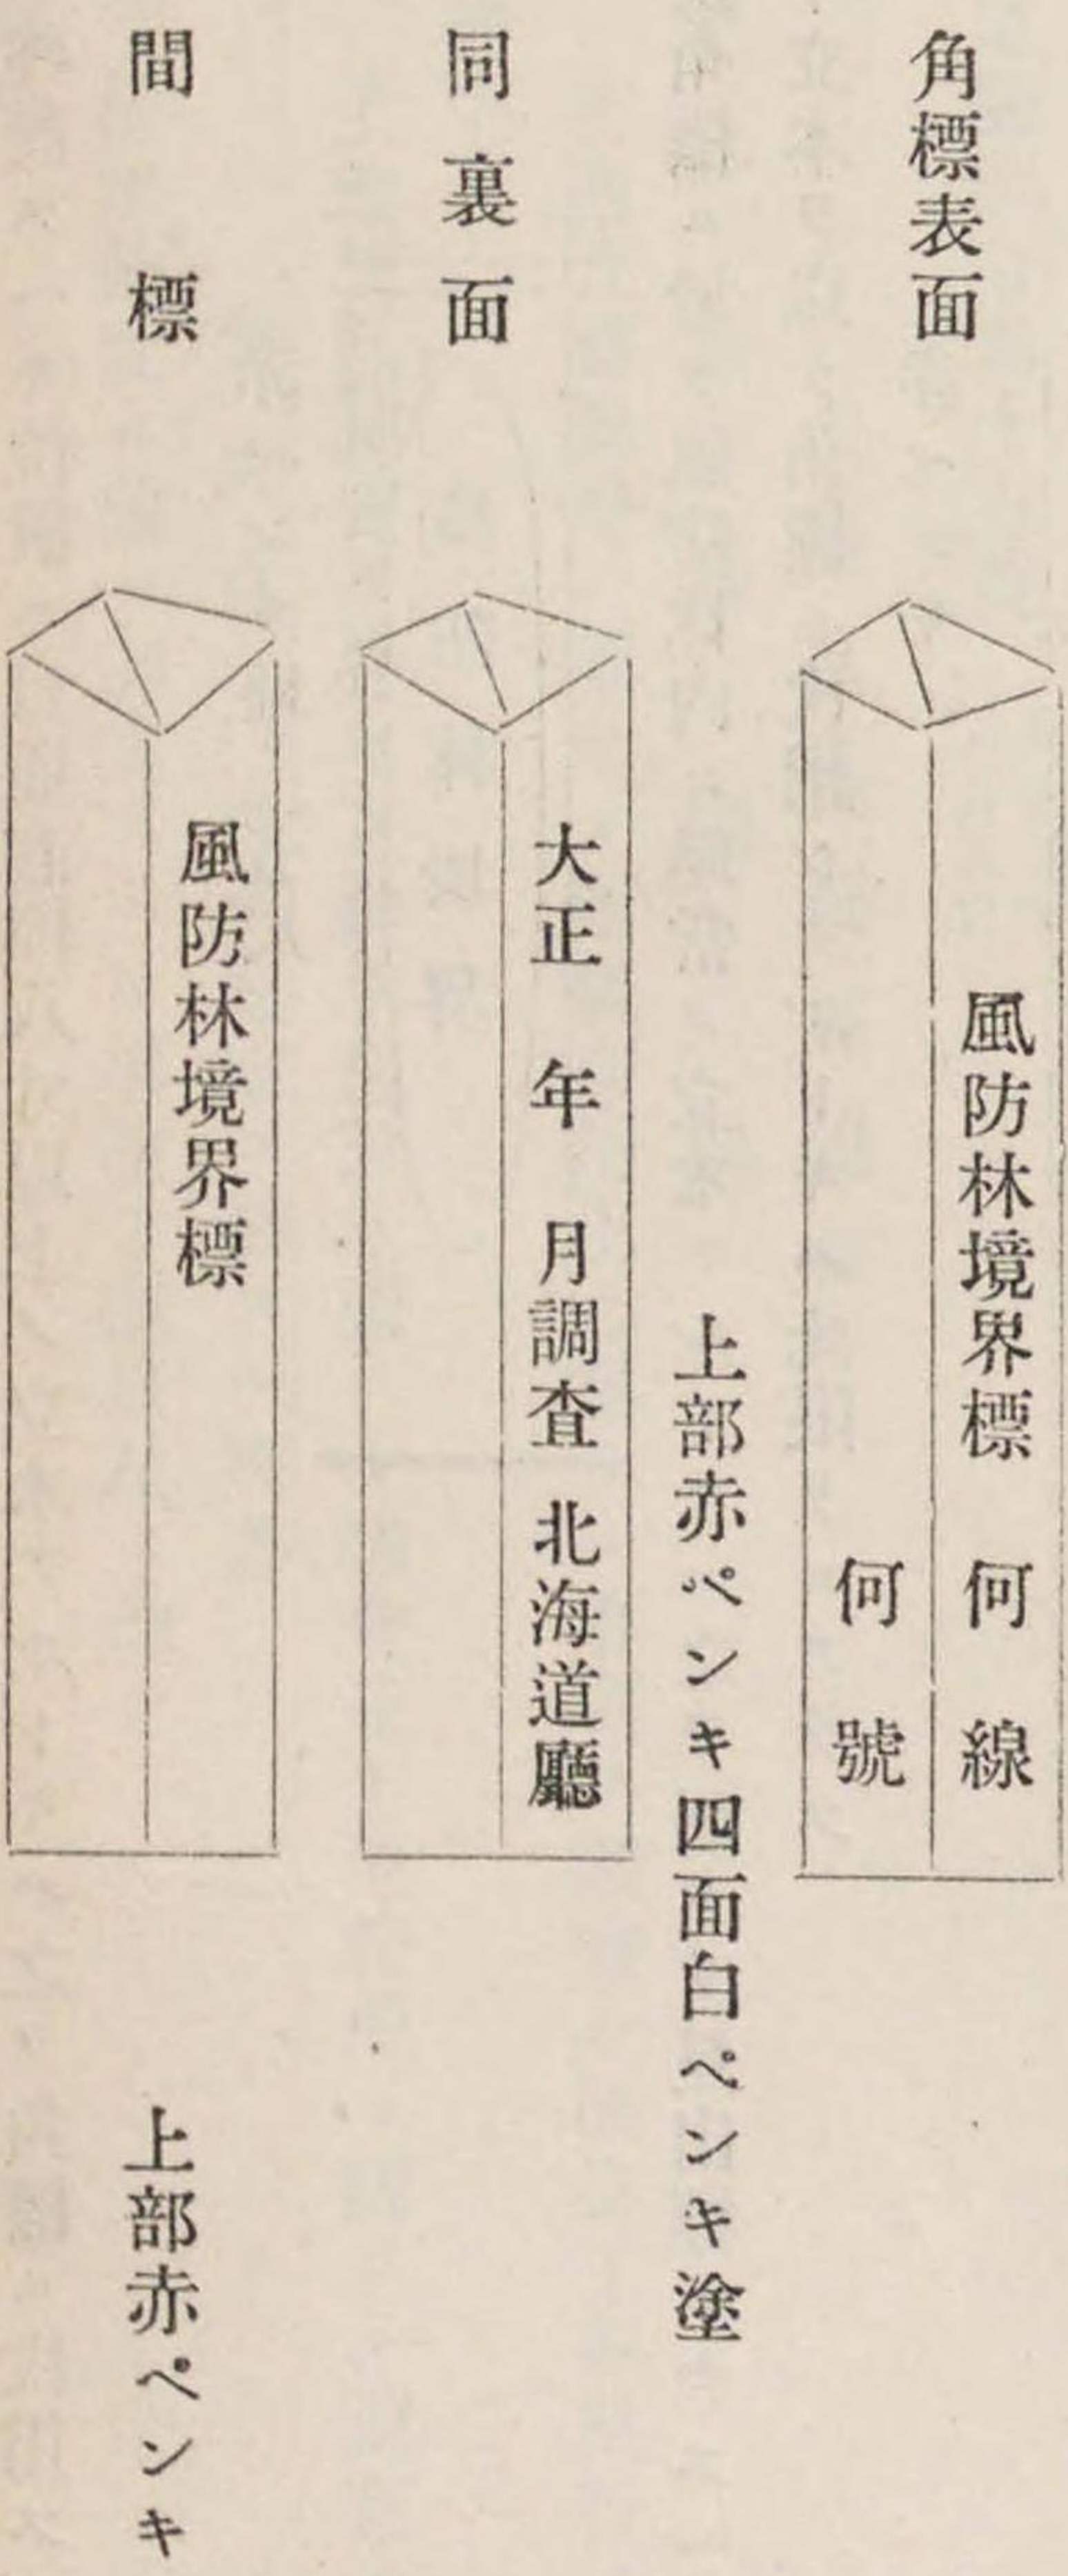 角標表面
風防林境界標 何線
何號
上部赤ペンキ四面白ペンキ塗
同裏面
大正 年 月調査 北海道廳
間標
風防林境界標
上部赤ペンキ